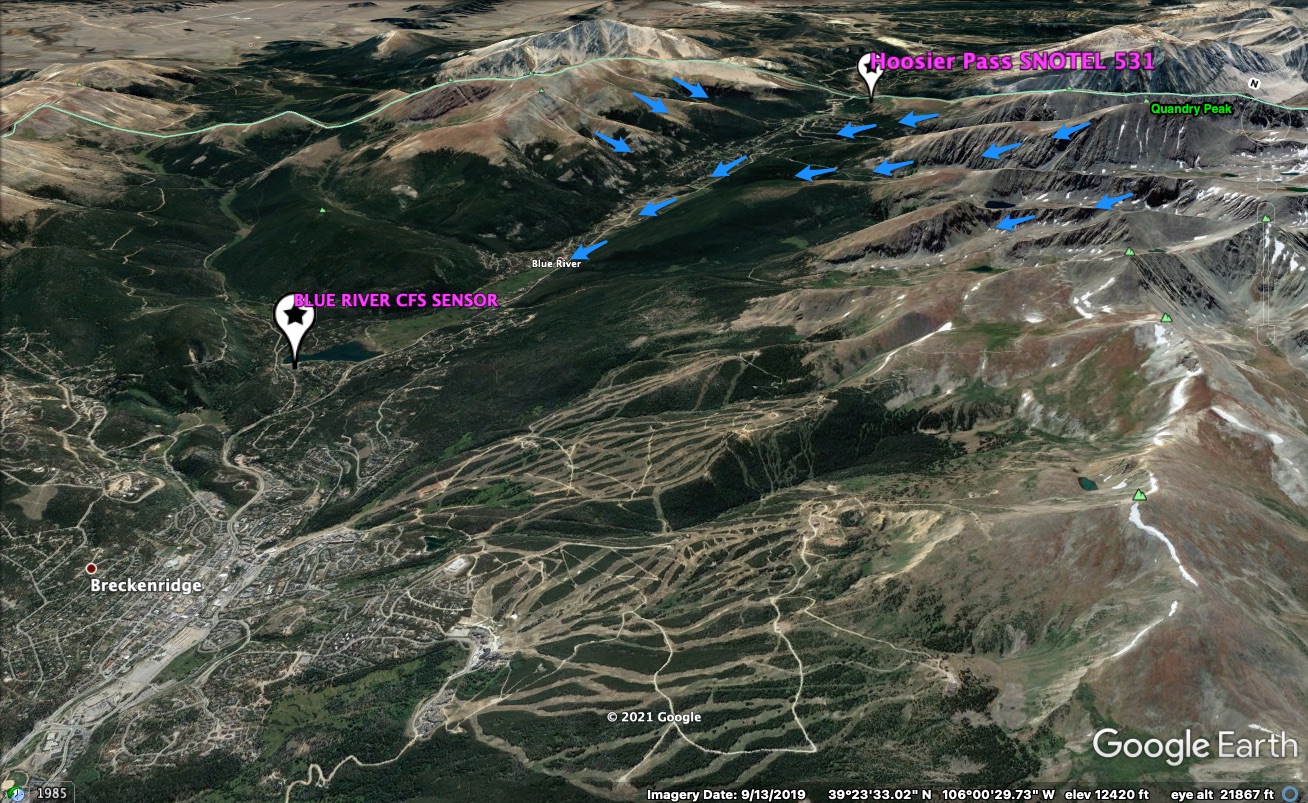 Hoosier Pass SNOTEL 531
N
Quandry Peak
Blue River
BLUE RIVER CFS SENSOR
Breckenridge
© 2021 Google
Google Earth
1985
Imagery Date: 9/13/2019 39°23'33.02" N 106°00'29.73" W elev 12420 ft eye alt 21867 ft